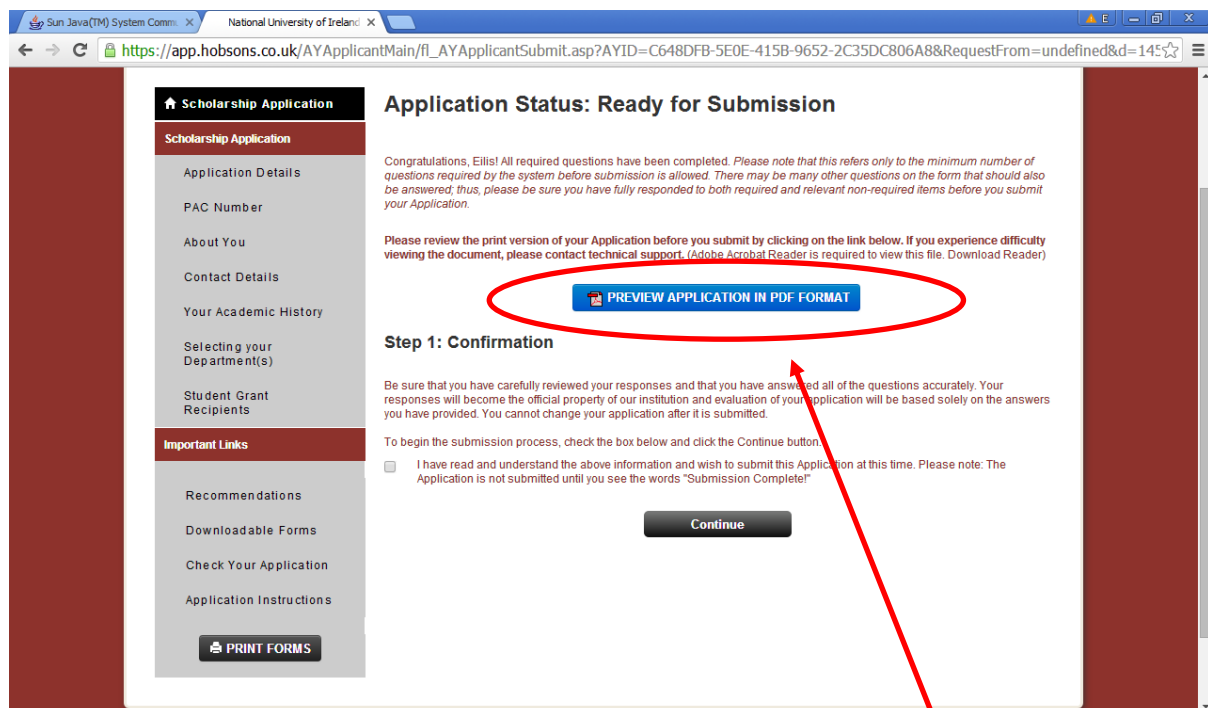 Sun Java(TM) System Commu
National University of Ireland
E
https://app.hobsons.co.uk/AYApplicantMain/fl_AYApplicantSubmit.asp?AYID=C648DFB-5E0E-415B-9652-2C35DC806A8&RequestFrom=undefined&d=145
Scholarship Application
Scholarship Application
Application Details
PAC Number
About You
Contact Details
Your Academic History
Selecting your
Department(s)
Student Grant
Recipients
Important Links
Recommendations
Downloadable Forms
Check Your Application
Application Instructions
PRINT FORMS
Application Status: Ready for Submission
Congratulations, Eilis! All required questions have been completed. Please note that this refers only to the minimum number of
questions required by the system before submission is allowed. There may be many other questions on the form that should also
be answered; thus, please be sure you have fully responded to both required and relevant non-required items before you submit
your Application.
Please review the print version of your Application before you submit by clicking on the link below. If you experience difficulty
viewing the document, please contact technical support. (Adobe Acrobat Reader is required to view this file. Download Reader)
PREVIEW APPLICATION IN PDF FORMAT
Step 1: Confirmation
Be sure that you have carefully reviewed your responses and that you have answered all of the questions accurately. Your
responses will become the official property of our institution and evaluation of your application will be based solely on the answers
you have provided. You cannot change your application after it is submitted.
To begin the submission process, check the box below and click the Continue button.
I have read and understand the above information and wish to submit this Application at this time. Please note: The
Application is not submitted until you see the words "Submission Complete!"
Continue